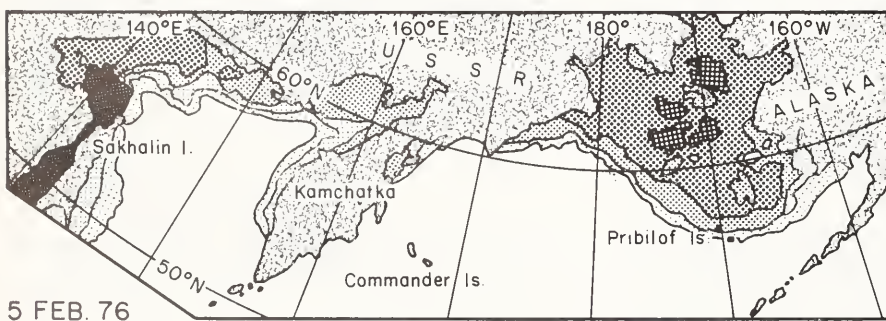 140°E
160°E
180°
160°W
60°N
U S S R
ALASKA
Sakhalin I.
Kamchatka
Pribilof Is.
Commander Is.
50°N
5 FEB. 76